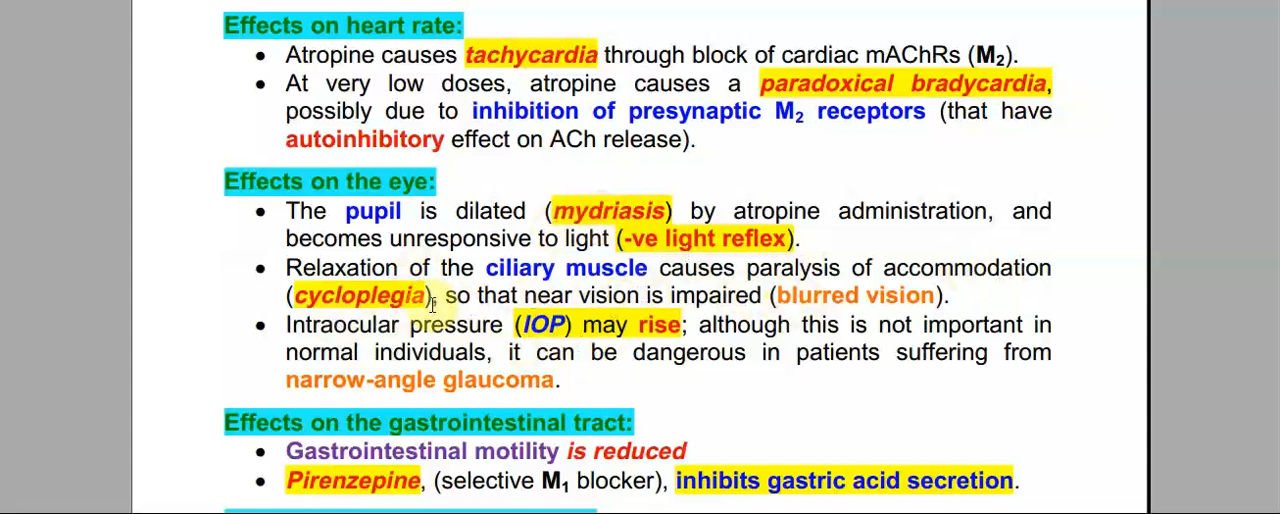 Effects on heart rate:
• Atropine causes tachycardia through block of cardiac mAChRs (M₂).
• At very low doses, atropine causes a paradoxical bradycardia,
possibly due to inhibition of presynaptic M₂ receptors (that have
autoinhibitory effect on ACh release).
Effects on the eye:
• The pupil is dilated (mydriasis) by atropine administration, and
becomes unresponsive to light (-ve light reflex).
• Relaxation of the ciliary muscle causes paralysis of accommodation
(cycloplegia), so that near vision is impaired (blurred vision).
• Intraocular pressure (IOP) may rise; although this is not important in
normal individuals, it can be dangerous in patients suffering from
narrow-angle glaucoma.
Effects on the gastrointestinal tract:
• Gastrointestinal motility is reduced
• Pirenzepine, (selective M₁ blocker), inhibits gastric acid secretion.